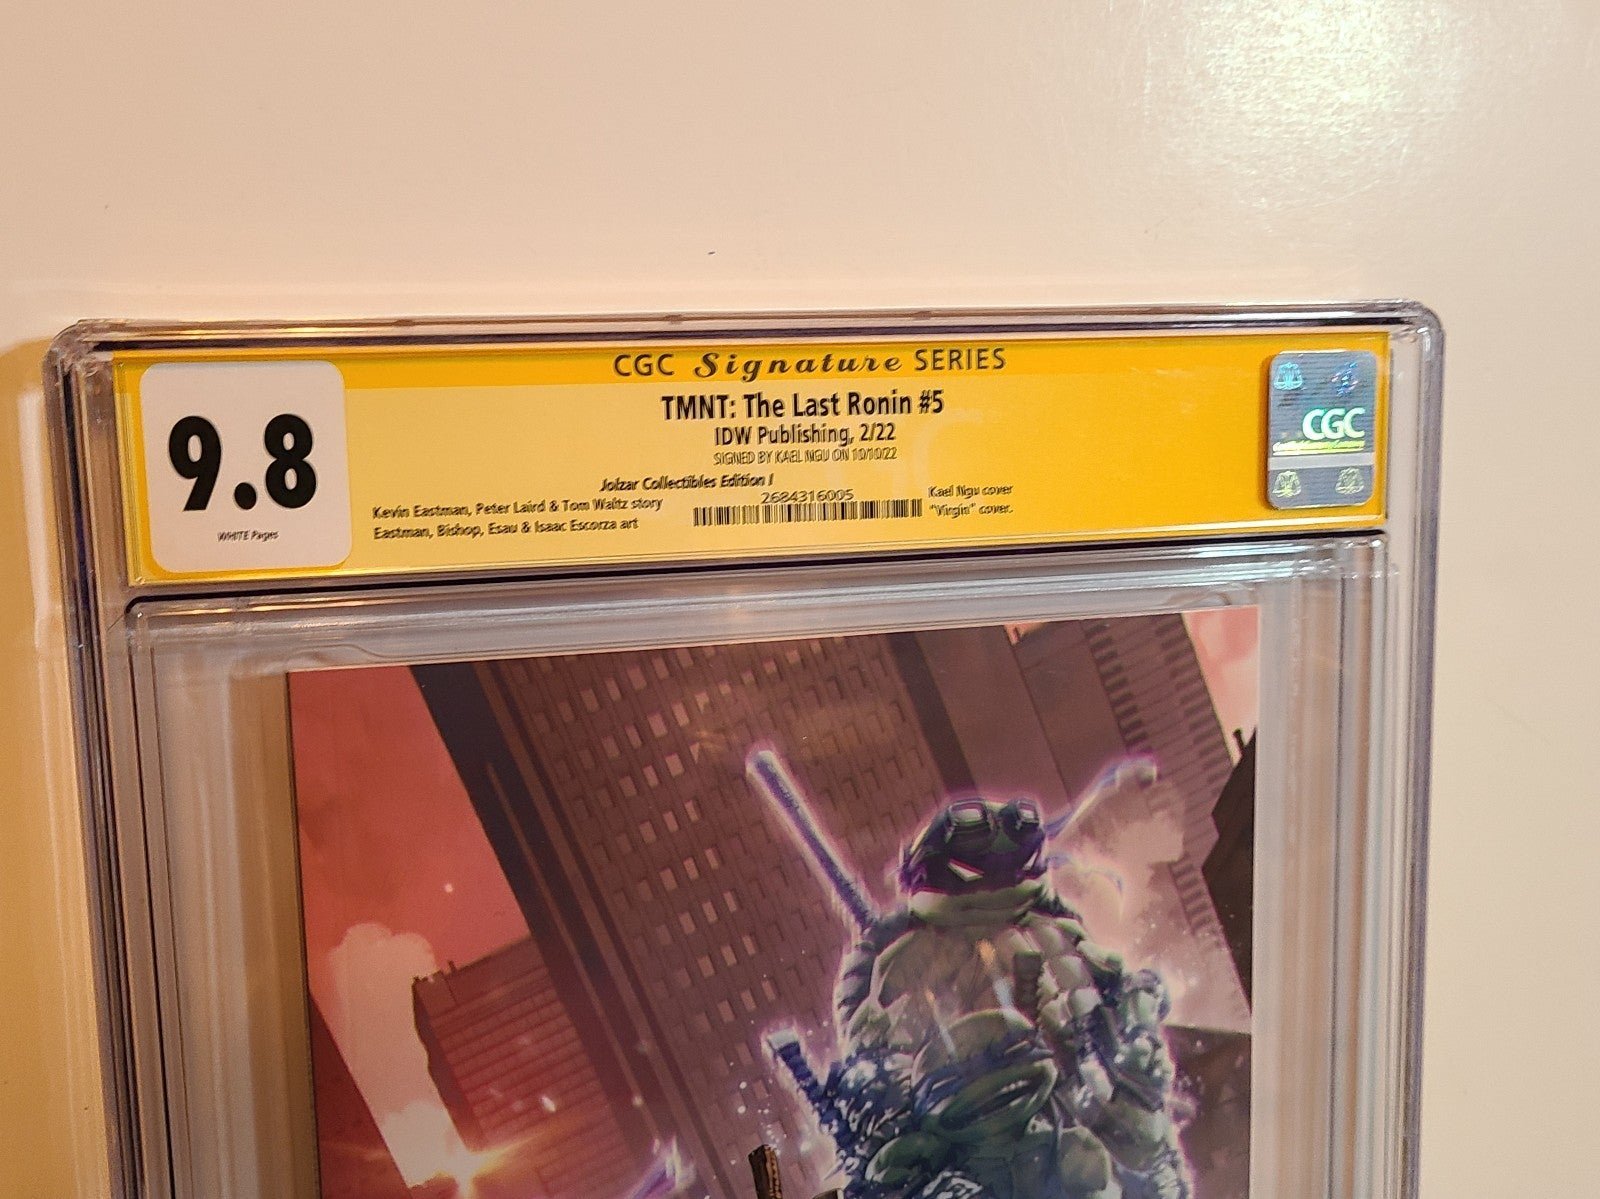 CGC Signature SERIES
TMNT: The Last Ronin #5
IDW Publishing, 2/22
SIGNED BY KAEL NGU ON 10/10/22
9.8
WHITE Pages
Jolzar Collectibles Edition I
Kevin Eastman, Peter Laird & Tom Waltz story
Eastman, Bishop, Esau & Isaac Escorza art
2684316005
Kael Ngu cover
"Virgin" cover.
CGC